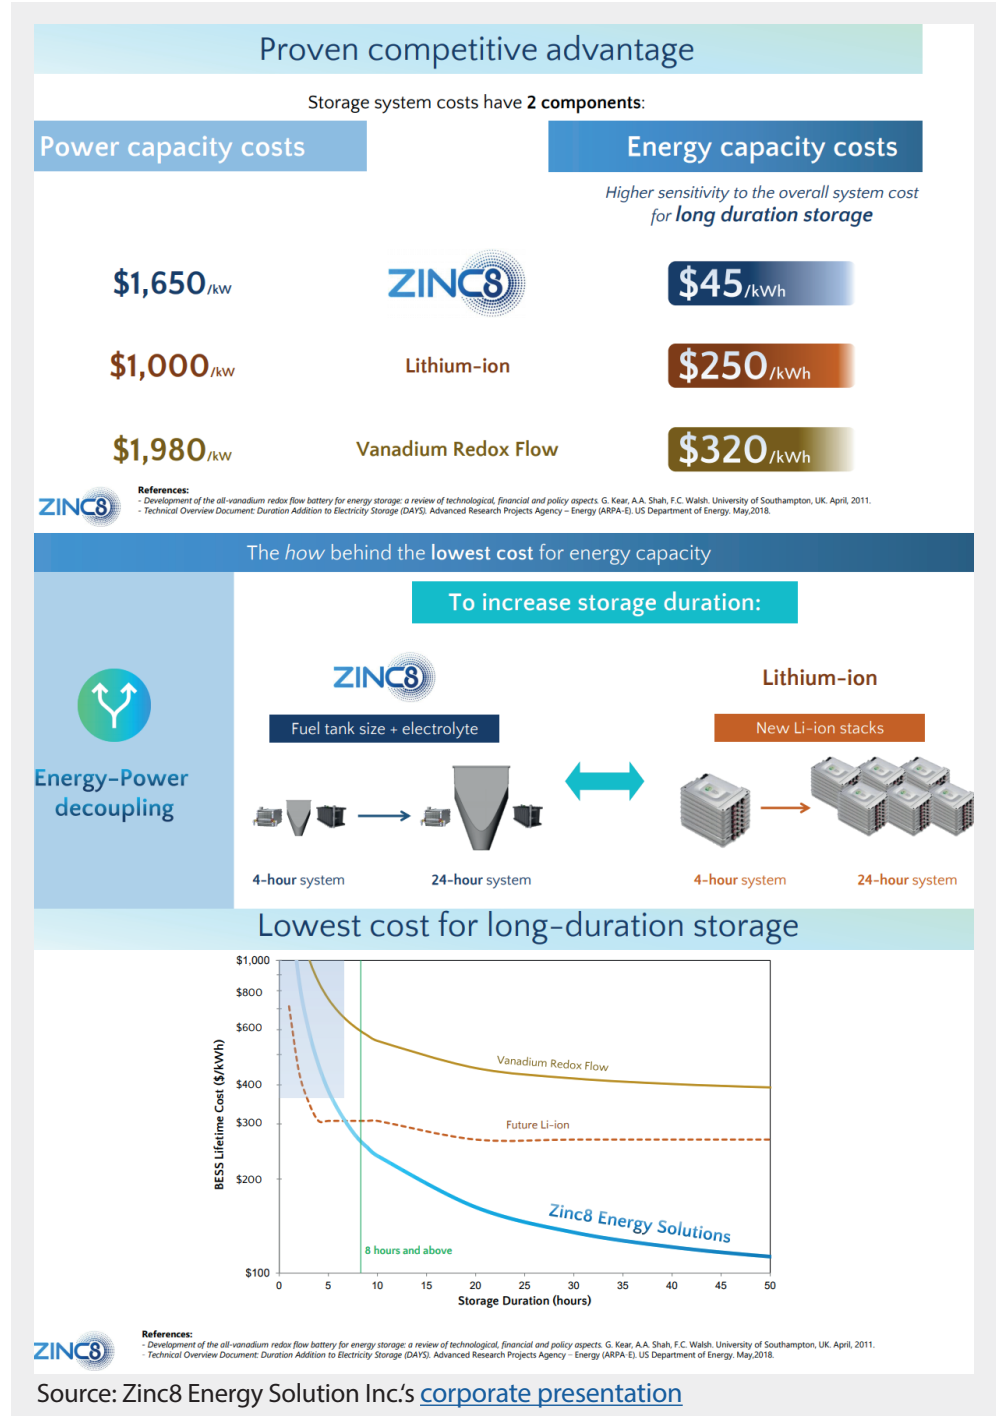 Proven competitive advantage
Storage system costs have 2 components:
Power capacity costs
Energy capacity costs
Higher sensitivity to the overall system cost
for long duration storage
$1,650/kW
ZINC8
$45/kWh
$1,000/kW
Lithium-ion
$250/kWh
$1,980/kW
Vanadium Redox Flow
$320/kWh
ZINC8
References:
- Development of the all-vanadium redox flow battery for energy storage: a review of technological, financial and policy aspects. G. Kear, A.A. Shah, F.C. Walsh. University of Southampton, UK. April, 2011.
- Technical Overview Document: Duration Addition to Electricity Storage (DAYS). Advanced Research Projects Agency – Energy (ARPA-E). US Department of Energy. May,2018.
The how behind the lowest cost for energy capacity
To increase storage duration:
Energy-Power
decoupling
ZINC8
Fuel tank size + electrolyte
4-hour system
24-hour system
Lithium-ion
New Li-ion stacks
4-hour system
24-hour system
Lowest cost for long-duration storage
BESS Lifetime Cost ($/kWh)
$1,000
$800
$600
$400
$300
$200
$100
Vanadium Redox Flow
Future Li-ion
Zinc8 Energy Solutions
8 hours and above
0 5 10 15 20 25 30 35 40 45 50
Storage Duration (hours)
ZINC8
References:
- Development of the all-vanadium redox flow battery for energy storage: a review of technological, financial and policy aspects. G. Kear, A.A. Shah, F.C. Walsh. University of Southampton, UK. April, 2011.
- Technical Overview Document: Duration Addition to Electricity Storage (DAYS). Advanced Research Projects Agency – Energy (ARPA-E). US Department of Energy. May,2018.
Source: Zinc8 Energy Solution Inc.‘s corporate presentation